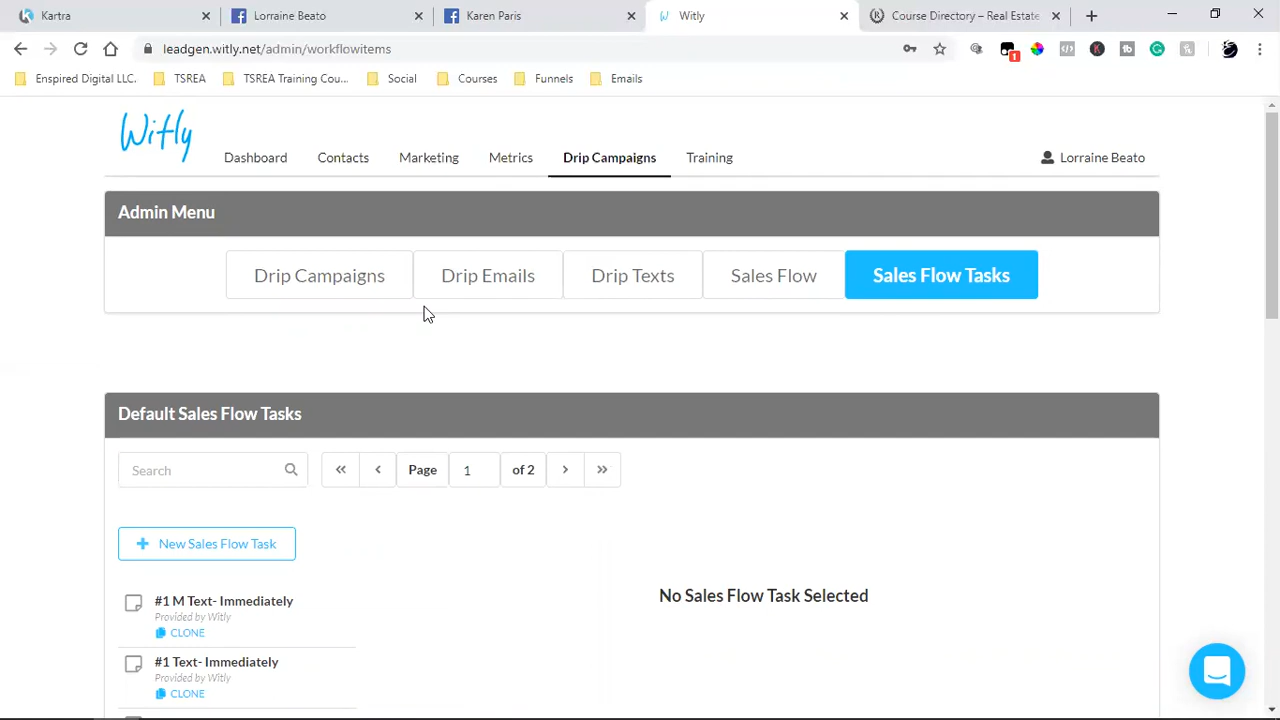 Kartra
Lorraine Beato
Karen Paris
Witly
Course Directory – Real Estate
leadgen.witly.net/admin/workflowitems
1
Enspired Digital LLC.
TSREA
TSREA Training Cou...
Social
Courses
Funnels
Emails
Witly
Dashboard
Contacts
Marketing
Metrics
Drip Campaigns
Training
Lorraine Beato
Admin Menu
Drip Campaigns
Drip Emails
Drip Texts
Sales Flow
Sales Flow Tasks
Default Sales Flow Tasks
Search
Page
1
of 2
New Sales Flow Task
No Sales Flow Task Selected
#1 M Text- Immediately
Provided by Witly
CLONE
#1 Text- Immediately
Provided by Witly
CLONE